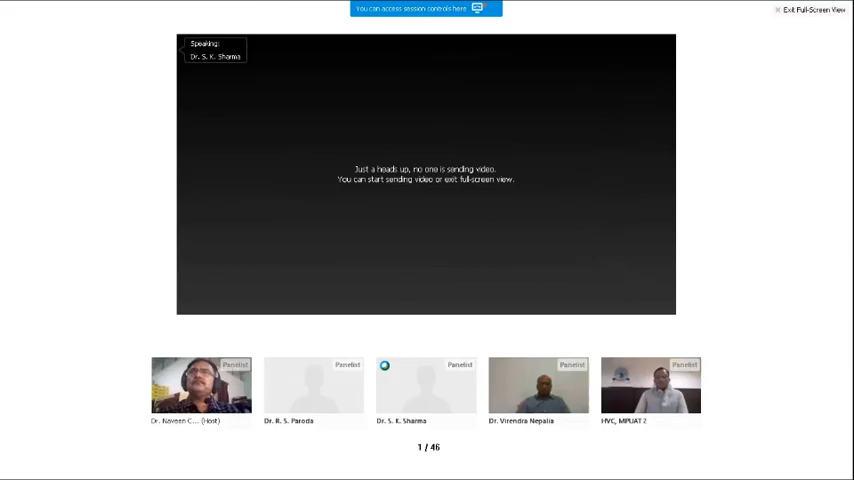 You can access session controls here
Exit Full-Screen View
Speaking:
Dr. S. K. Sharma
Just a heads up, no one is sending video.
You can start sending video or exit full-screen view.
Panelist
Panelist
Panelist
Panelist
Panelist
Dr. Naveen C... (Host)
Dr. R. S. Paroda
Dr. S. K. Sharma
Dr. Virendra Nepalia
HVC, MPUAT 2
1 / 46